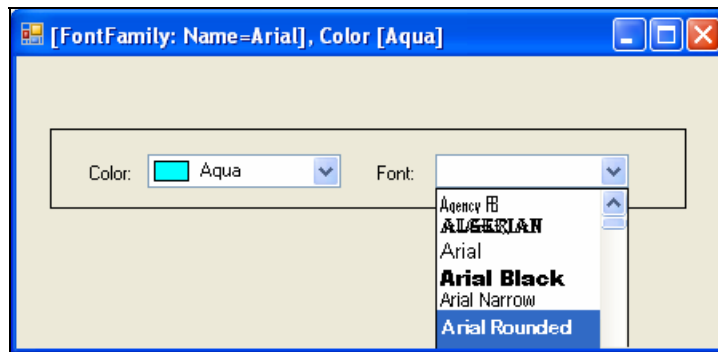 [FontFamily: Name=Arial], Color [Aqua]
Color: Aqua Font:
Agency FB
ALGERIAN
Arial
Arial Black
Arial Narrow
Arial Rounded